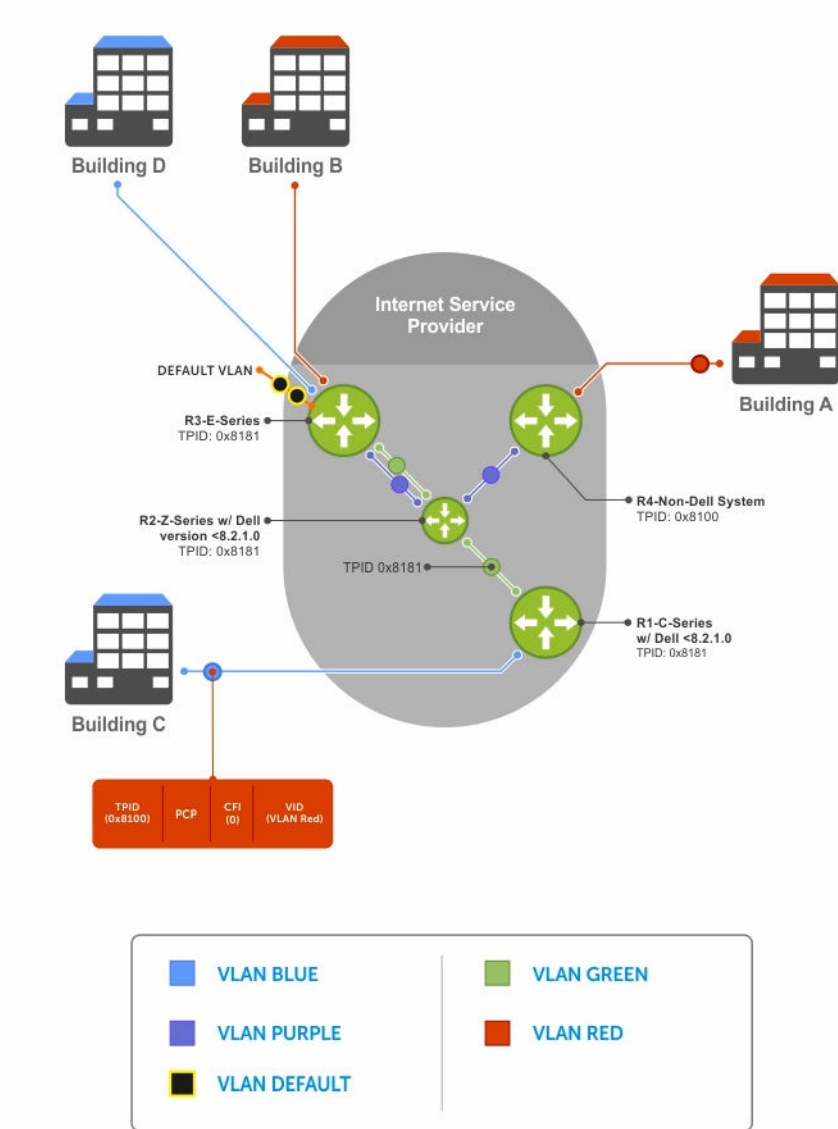 Building D
Building B
Internet Service
Provider
Building A
DEFAULT VLAN
R3-E-Series
TPID: 0x8181
R4-Non-Dell System
TPID: 0x8100
R2-Z-Series w/ Dell
version <8.2.1.0
TPID: 0x8181
TPID 0x8181
R1-C-Series
w/ Dell <8.2.1.0
TPID: 0x8181
Building C
TPID
(0x8100)
PCP
CFI
(0)
VID
(VLAN Red)
VLAN BLUE
VLAN GREEN
VLAN PURPLE
VLAN RED
VLAN DEFAULT